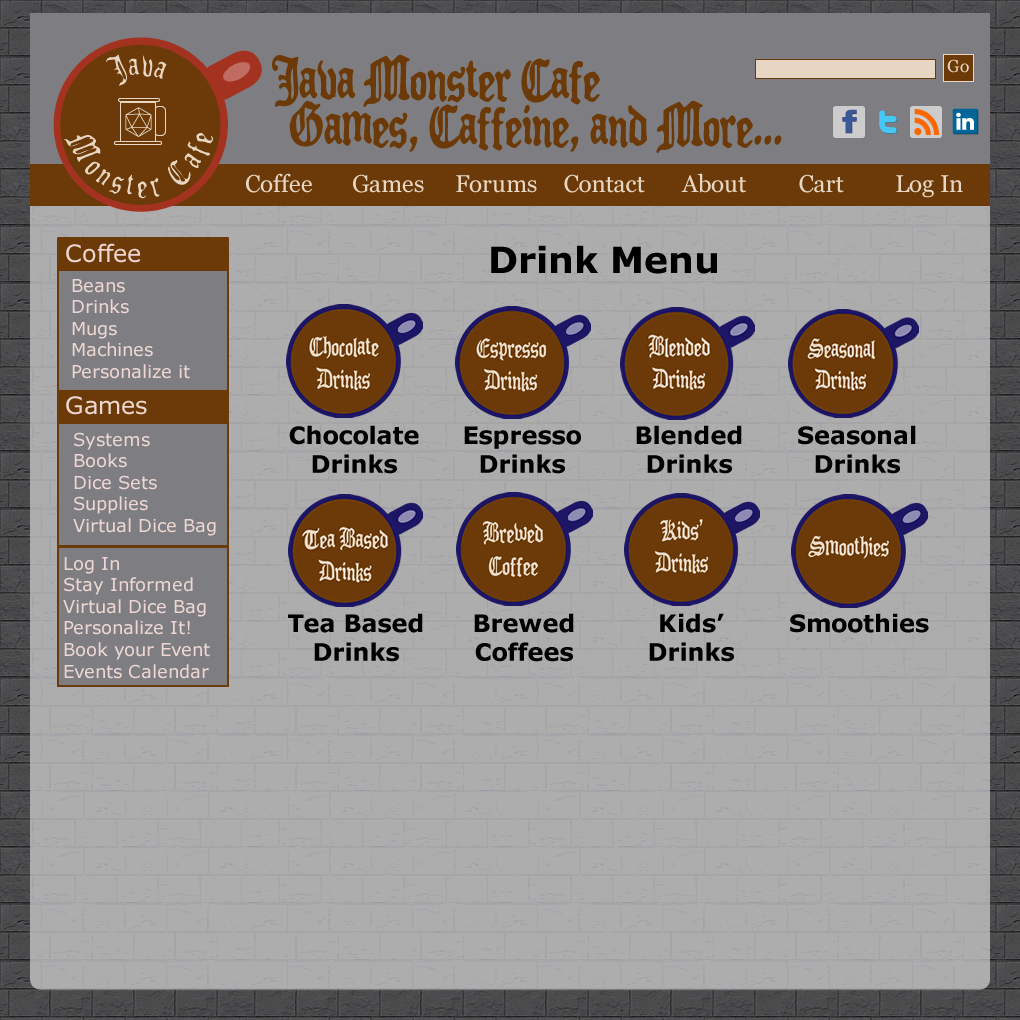 Java
Monster Cafe
Java Monster Cafe
Games, Caffeine, and More...
Go
Coffee Games Forums Contact About Cart Log In
Coffee
Beans
Drinks
Mugs
Machines
Personalize it
Games
Systems
Books
Dice Sets
Supplies
Virtual Dice Bag
Log In
Stay Informed
Virtual Dice Bag
Personalize It!
Book your Event
Events Calendar
Drink Menu
Chocolate
Drinks
Chocolate
Drinks
Espresso
Drinks
Espresso
Drinks
Blended
Drinks
Blended
Drinks
Seasonal
Drinks
Seasonal
Drinks
Tea Based
Drinks
Tea Based
Drinks
Brewed
Coffee
Brewed
Coffees
Kids'
Drinks
Kids’
Drinks
Smoothies
Smoothies